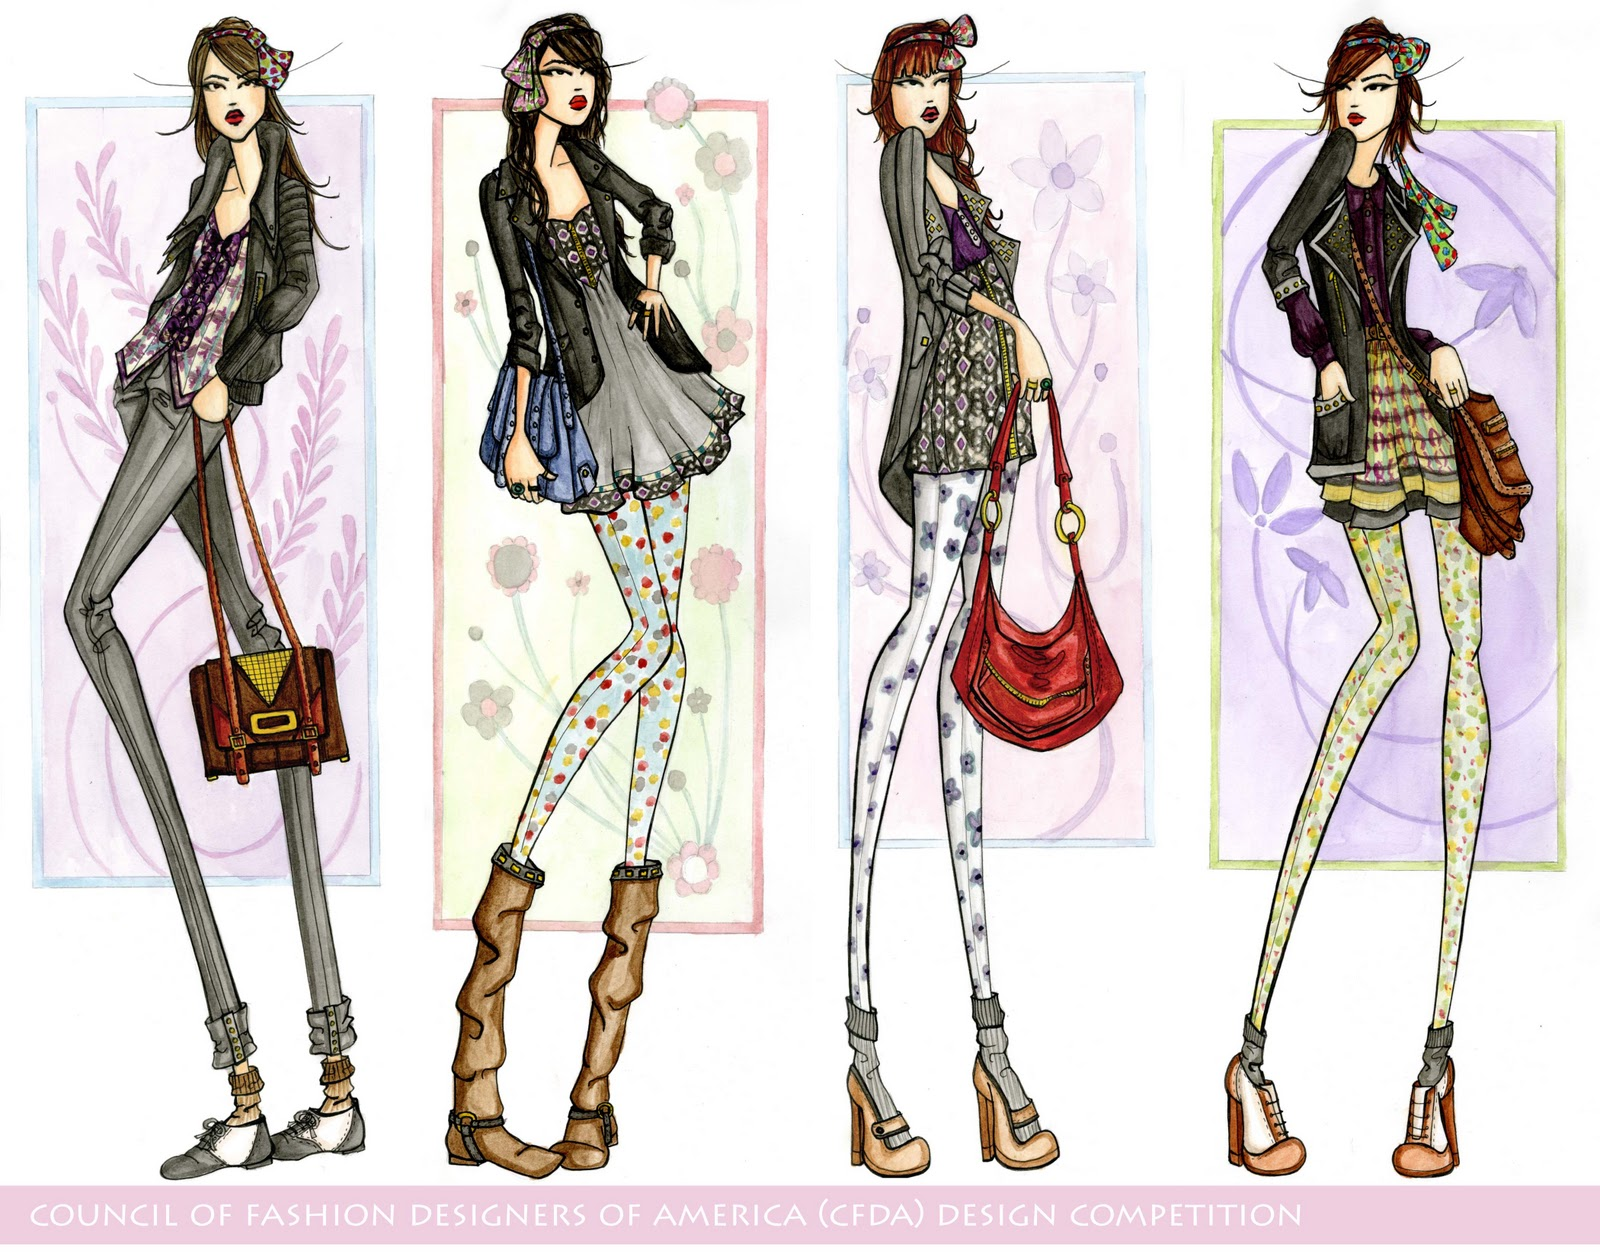 COUNCIL OF FASHION DESIGNERS OF AMERICA (CFDA) DESIGN COMPETITION